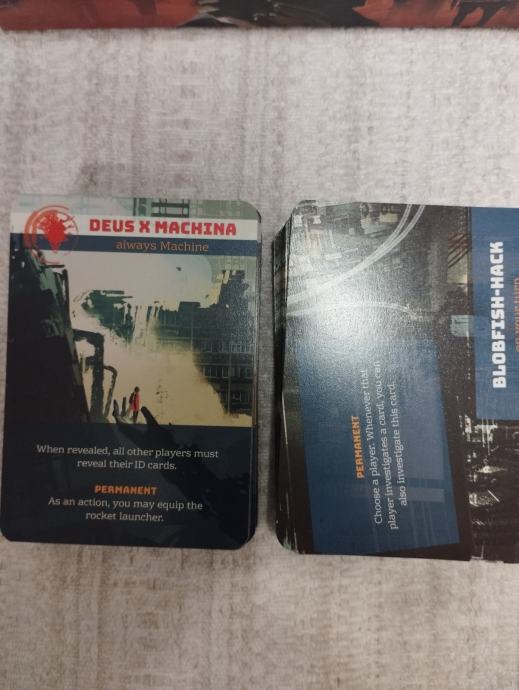 DEUS X MACHINA
always Machine
When revealed, all other players must
reveal their ID cards.
PERMANENT
As an action, you may equip the
rocket launcher.
BLOBFISH-HACK
PERMANENT
Choose a player. Whenever that
player investigates a card, you can
also investigate this card.